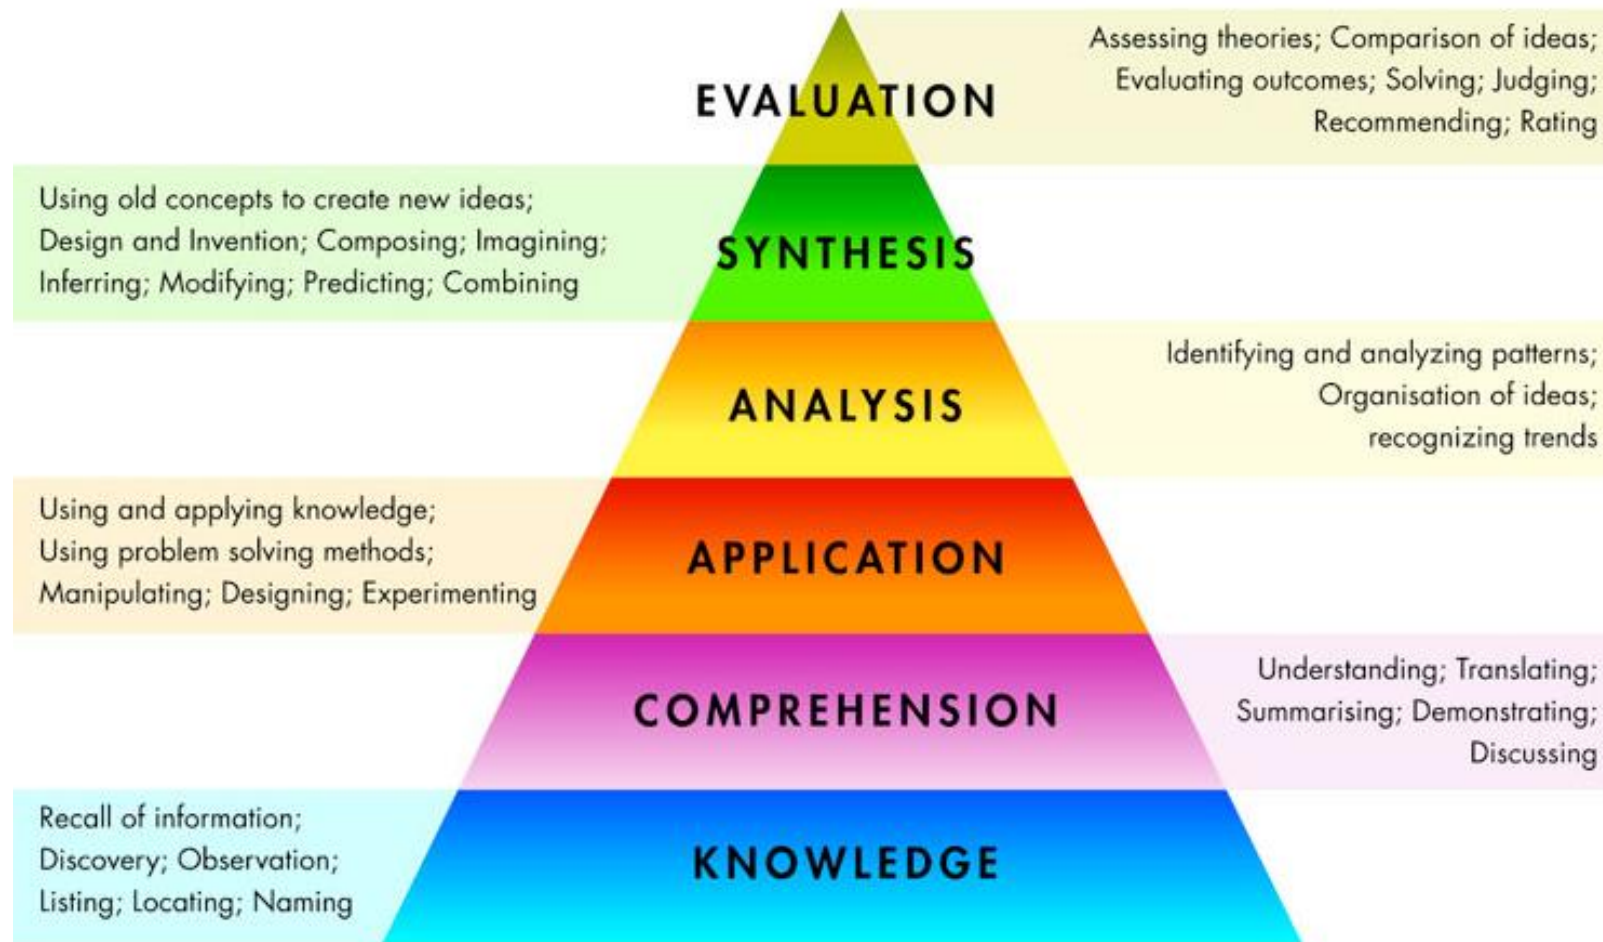 EVALUATION
Assessing theories; Comparison of ideas;
Evaluating outcomes; Solving; Judging;
Recommending; Rating
Using old concepts to create new ideas;
Design and Invention; Composing; Imagining;
Inferring; Modifying; Predicting; Combining
SYNTHESIS
ANALYSIS
Identifying and analyzing patterns;
Organisation of ideas;
recognizing trends
Using and applying knowledge;
Using problem solving methods;
Manipulating; Designing; Experimenting
APPLICATION
COMPREHENSION
Understanding; Translating;
Summarising; Demonstrating;
Discussing
Recall of information;
Discovery; Observation;
Listing; Locating; Naming
KNOWLEDGE